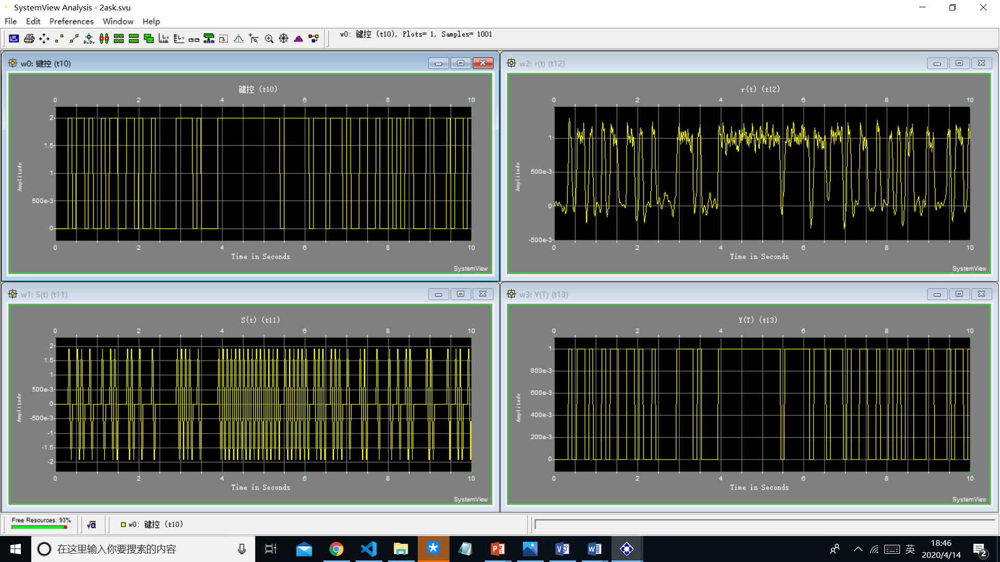 SystemView Analysis - 2ask.svu
File Edit Preferences Window Help
w0: 键控 (t10), Plots= 1, Samples= 1001
w0: 键控 (t10)
键控 (t10)
0 2 4 6 8 10
2
1.5
1
500e-3
0
Amplitude
0 2 4 6 8 10
Time in Seconds
SystemView
w2: r(t) (t12)
r(t) (t12)
0 2 4 6 8 10
1
500e-3
0
-500e-3
Amplitude
0 2 4 6 8 10
Time in Seconds
SystemView
w1: S(t) (t11)
S(t) (t11)
0 2 4 6 8 10
2
1.5
1
500e-3
0
-500e-3
-1
-1.5
-2
Amplitude
0 2 4 6 8 10
Time in Seconds
SystemView
w3: Y(T) (t13)
Y(T) (t13)
0 2 4 6 8 10
1
800e-3
600e-3
400e-3
200e-3
0
Amplitude
0 2 4 6 8 10
Time in Seconds
SystemView
Free Resources: 93%
√α
w0: 键控 (t10)
在这里输入你要搜索的内容
英
18:46
2020/4/14
2